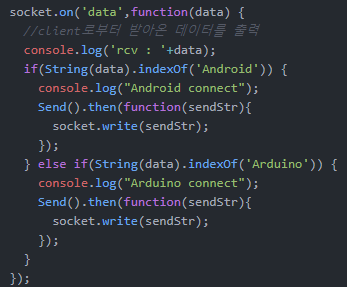 socket.on('data',function(data) {
//client로부터 받아온 데이터를 출력
console.log('rcv : '+data);
if(String(data).indexOf('Android')) {
console.log("Android connect");
Send().then(function(sendStr){
socket.write(sendStr);
});
} else if(String(data).indexOf('Arduino')) {
console.log("Arduino connect");
Send().then(function(sendStr){
socket.write(sendStr);
});
}
});